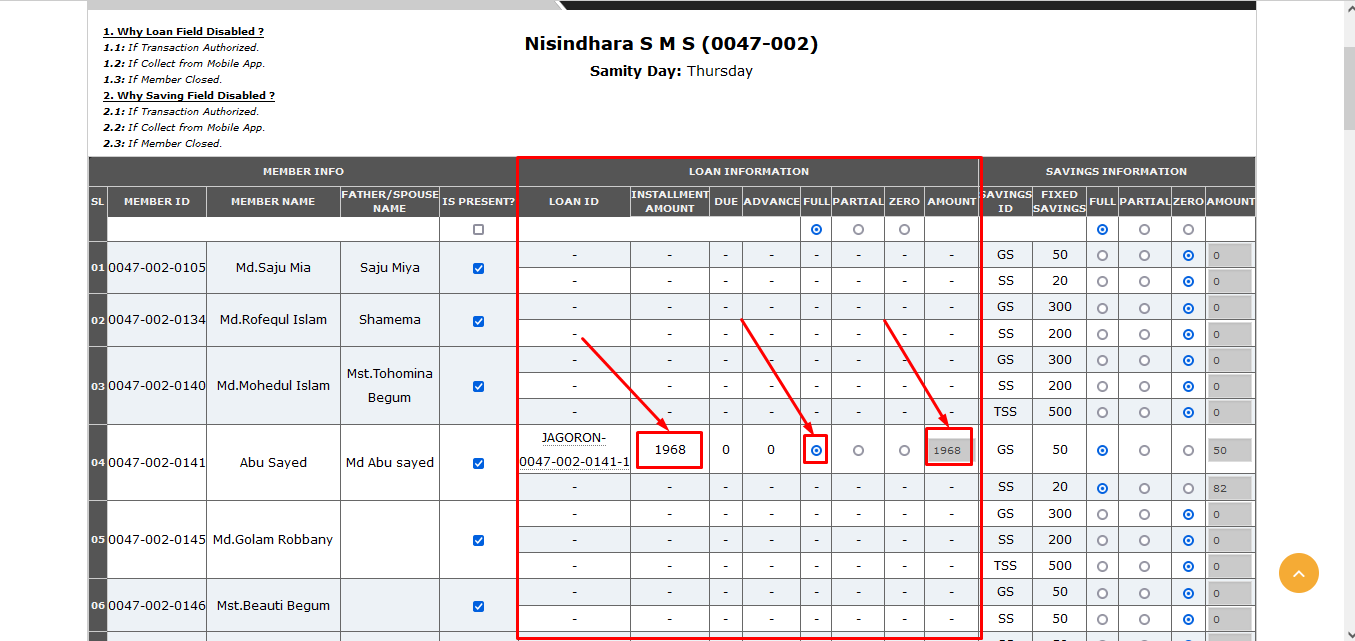 1. Why Loan Field Disabled ?
1.1: If Transaction Authorized.
1.2: If Collect from Mobile App.
1.3: If Member Closed.
2. Why Saving Field Disabled ?
2.1: If Transaction Authorized.
2.2: If Collect from Mobile App.
2.3: If Member Closed.
Nisindhara S M S (0047-002)
Samity Day: Thursday
MEMBER INFO LOAN INFORMATION SAVINGS INFORMATION
SL MEMBER ID MEMBER NAME FATHER/SPOUSE NAME IS PRESENT? LOAN ID INSTALLMENT AMOUNT DUE ADVANCE FULL PARTIAL ZERO AMOUNT SAVINGS ID FIXED SAVINGS FULL PARTIAL ZERO AMOUNT
01 0047-002-0105 Md.Saju Mia Saju Miya - - - - - - - - GS 50 0
- - - - - - - - SS 20 0
02 0047-002-0134 Md.Rofequl Islam Shamema - - - - - - - - GS 300 0
- - - - - - - - SS 200 0
03 0047-002-0140 Md.Mohedul Islam Mst.Tohomina Begum - - - - - - - - GS 300 0
- - - - - - - - SS 200 0
- - - - - - - - TSS 500 0
04 0047-002-0141 Abu Sayed Md Abu sayed JAGORON-0047-002-0141-1 1968 0 0 1968 GS 50 50
- - - - - - - - SS 20 82
05 0047-002-0145 Md.Golam Robbany - - - - - - - - GS 300 0
- - - - - - - - SS 200 0
- - - - - - - - TSS 500 0
06 0047-002-0146 Mst.Beauti Begum - - - - - - - - GS 50 0
- - - - - - - - SS 50 0